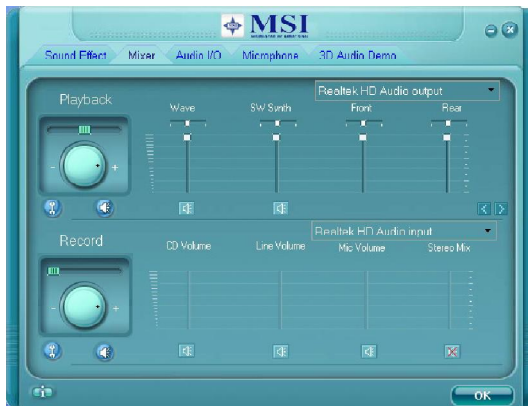 MSI
Sound Effect Mixer Audio I/O Microphone 3D Audio Demo
Realtek HD Audio output
Playback
Wave SW Synth Front Rear
- +
Realtek HD Audio input
Record
CD Volume Line Volume Mic Volume Stereo Mix
- +
i
OK